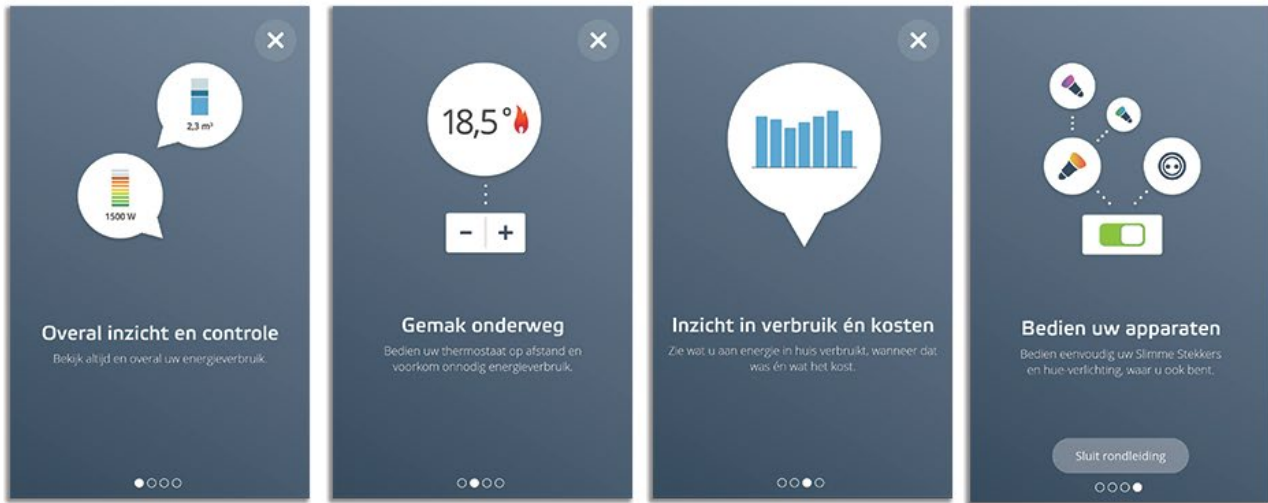 2,3 m³
1500 W
Overal inzicht en controle
Bekijk altijd en overal uw energieverbruik.
18,5°
Gemak onderweg
Bedien uw thermostaat op afstand en
voorkom onnodig energieverbruik.
Inzicht in verbruik én kosten
Zie wat u aan energie in huis verbruikt, wanneer dat
was én wat het kost.
Bedien uw apparaten
Bedien eenvoudig uw Slimme Stekkers
en hue-verlichting, waar u ook bent.
Sluit rondleiding